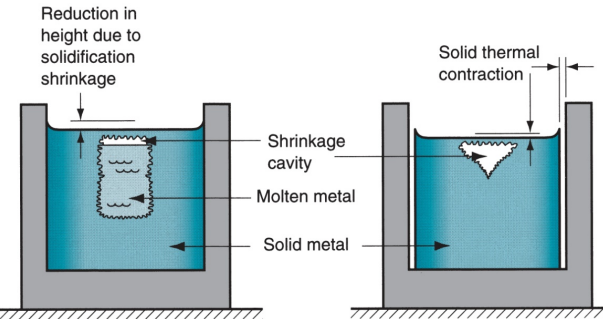 Reduction in
height due to
solidification
shrinkage
Solid thermal
contraction
Shrinkage
cavity
Molten metal
Solid metal